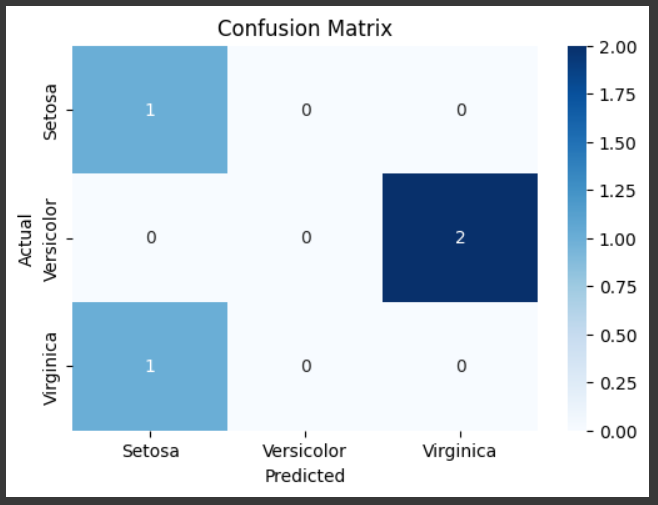 Confusion Matrix
Setosa 1 0 0
Versicolor 0 0 2
Virginica 1 0 0
Actual
Setosa Versicolor Virginica
Predicted
2.00
1.75
1.50
1.25
1.00
0.75
0.50
0.25
0.00